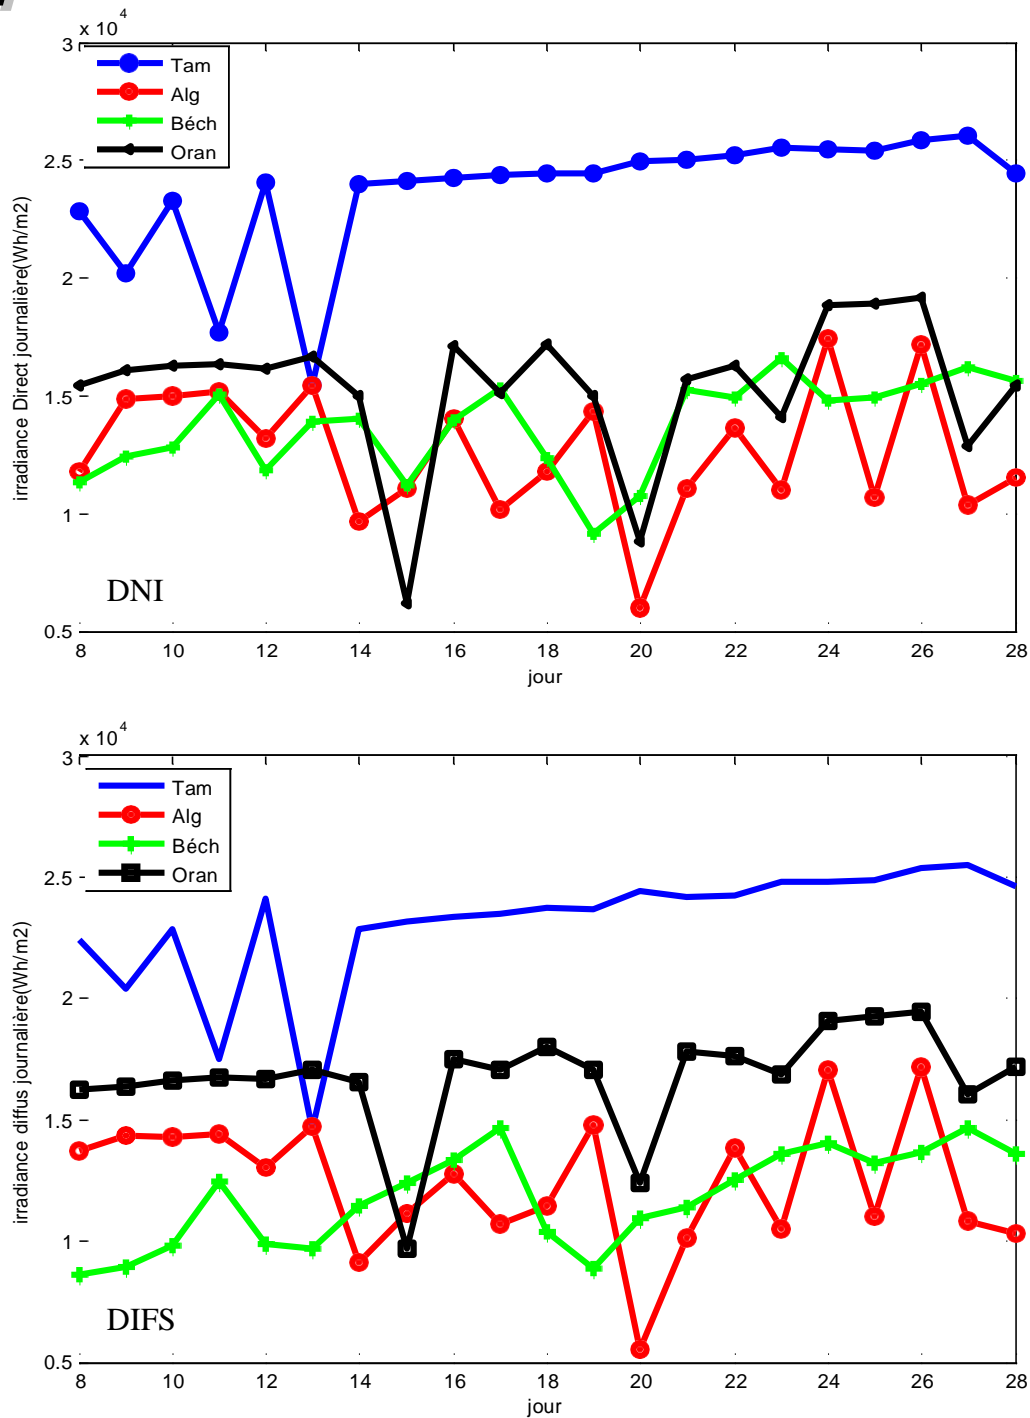 x 10^4
3
2.5
2
1.5
1
0.5
Tam
Alg
Béch
Oran
irradiance Direct journalière(Wh/m2)
DNI
8 10 12 14 16 18 20 22 24 26 28
jour
x 10^4
3
2.5
2
1.5
1
0.5
Tam
Alg
Béch
Oran
irradiance diffus journalière(Wh/m2)
DIFS
8 10 12 14 16 18 20 22 24 26 28
jour